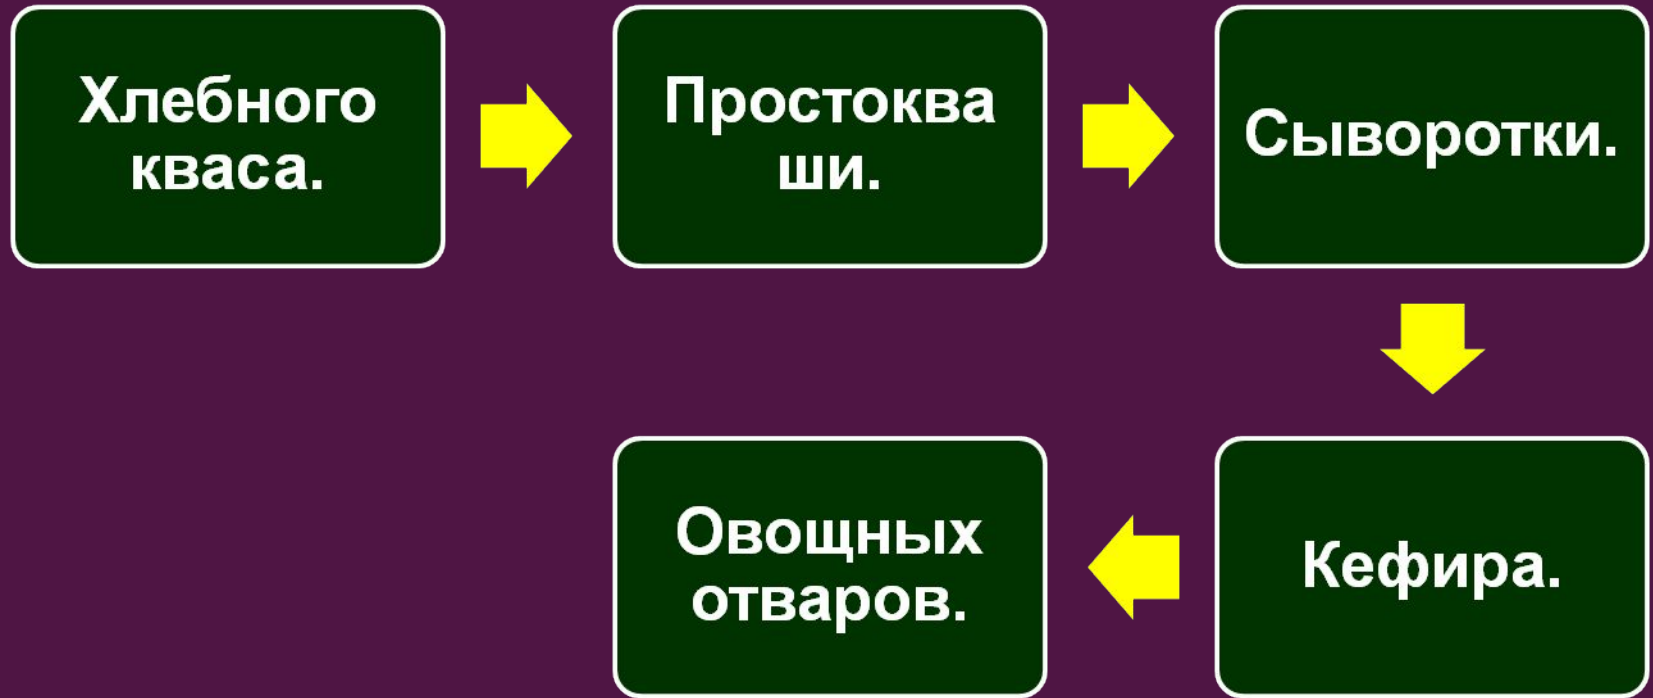 Хлебного
кваса.
Простоква
ши.
Сыворотки.
Кефира.
Овощных
отваров.